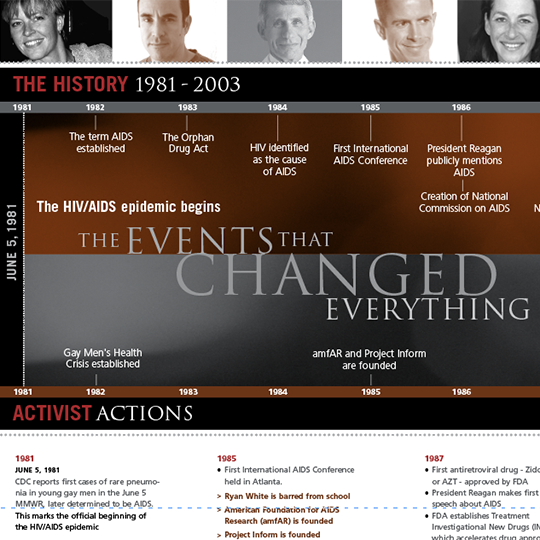 THE HISTORY 1981 - 2003
1981 1982 1983 1984 1985 1986
The term AIDS
established
The Orphan
Drug Act
HIV identified
as the cause
of AIDS
First International
AIDS Conference
President Reagan
publicly mentions
AIDS
Creation of National
Commission on AIDS
N
JUNE 5, 1981
The HIV/AIDS epidemic begins
THE EVENTS THAT
CHANGED
EVERYTHING
Gay Men's Health
Crisis established
amfAR and Project Inform
are founded
1981 1982 1983 1984 1985 1986
ACTIVIST ACTIONS
1981
JUNE 5, 1981
CDC reports first cases of rare pneumo-
nia in young gay men in the June 5
MMWR, later determined to be AIDS.
This marks the official beginning of
the HIV/AIDS epidemic
1985
• First International AIDS Conference
held in Atlanta.
> Ryan White is barred from school
> American Foundation for AIDS
Research (amfAR) is founded
> Project Inform is founded
1987
• First antiretroviral drug - Zido
or AZT - approved by FDA
• President Reagan makes first
speech about AIDS
• FDA establishes Treatment
Investigational New Drugs (IN
which accelerates drug appro